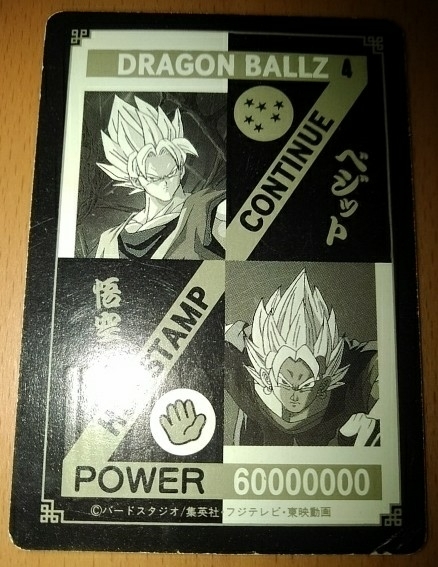 DRAGON BALLZ 4
CONTINUE
ベジット
悟空
STAMP
POWER 60000000
©バードスタジオ/集英社・フジテレビ・東映動画